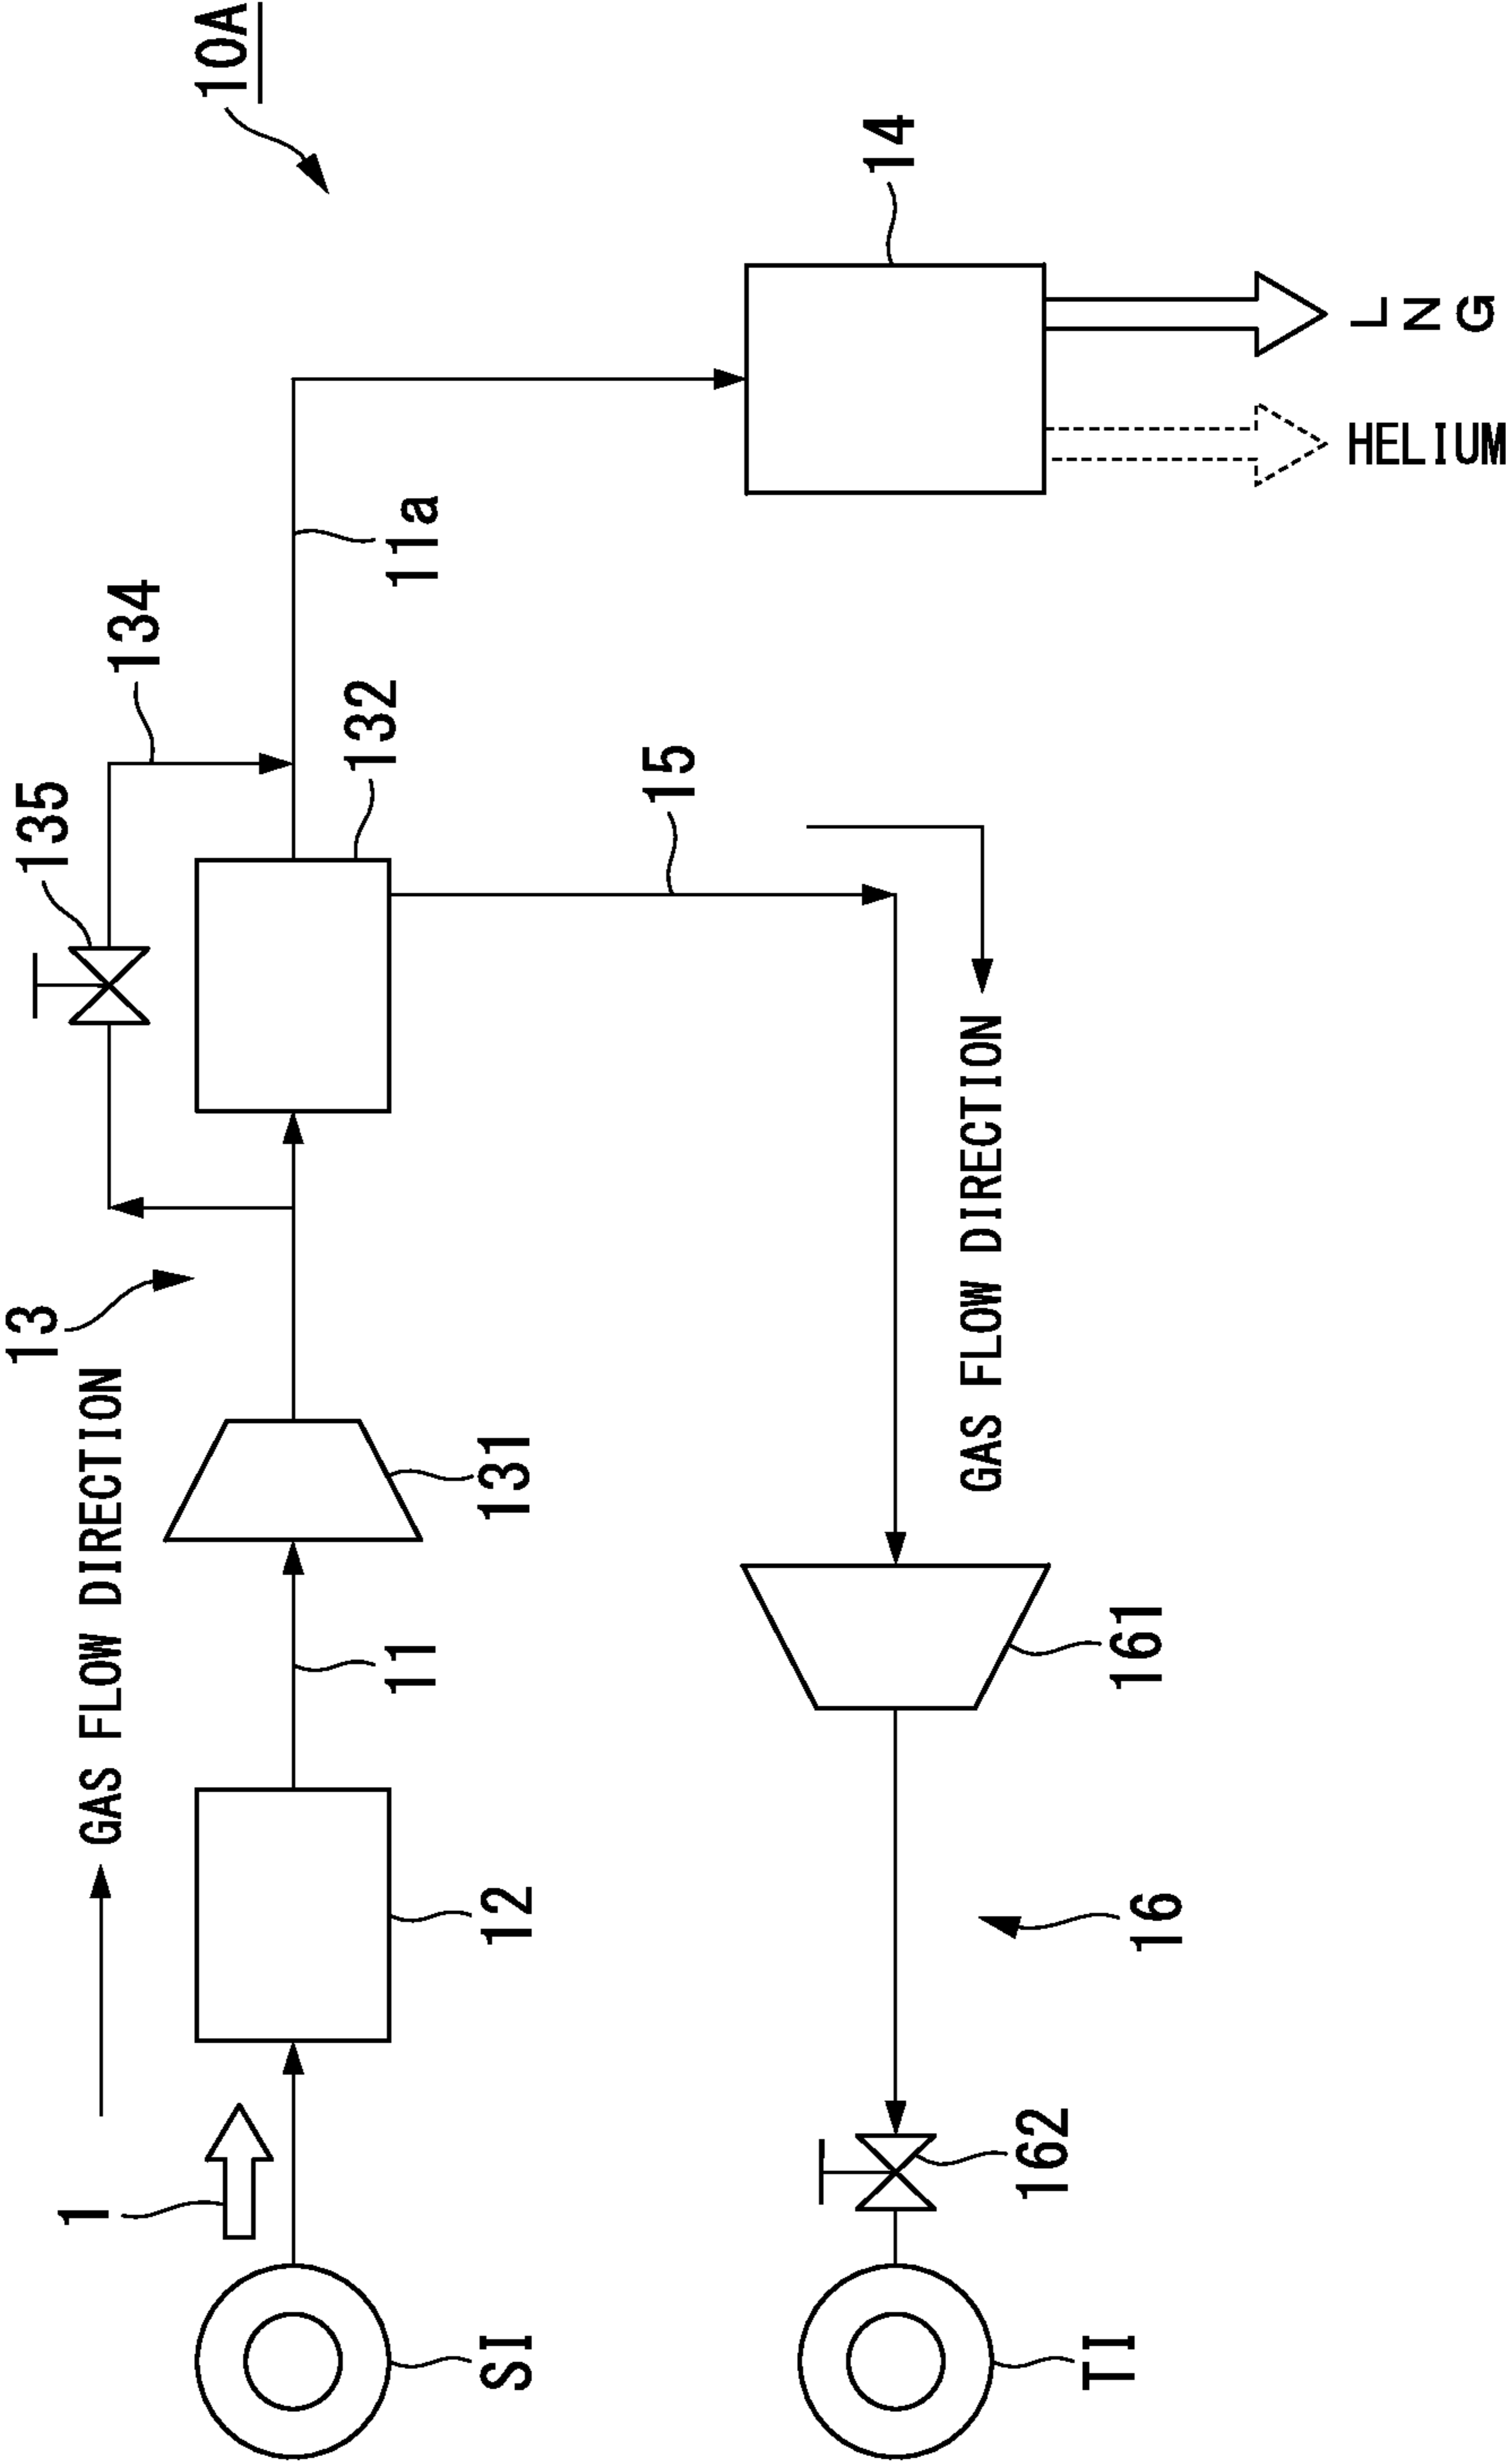 10A
135
134
13
GAS FLOW DIRECTION
1
132
11a
14
131
11
12
SI
15
LNG
HELIUM
GAS FLOW DIRECTION
161
16
162
TI